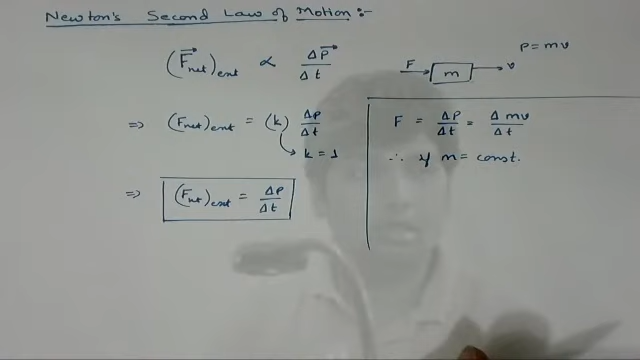 Newton's Second Law of Motion :-
(F⃗net)ext ∝ ΔP⃗/Δt
F m v P = mv
⇒ (Fnet)ext = (k) ΔP/Δt
k = 1
⇒ (Fnet)ext = ΔP/Δt
F = ΔP/Δt = Δ mv/Δt
∴ if m = const.